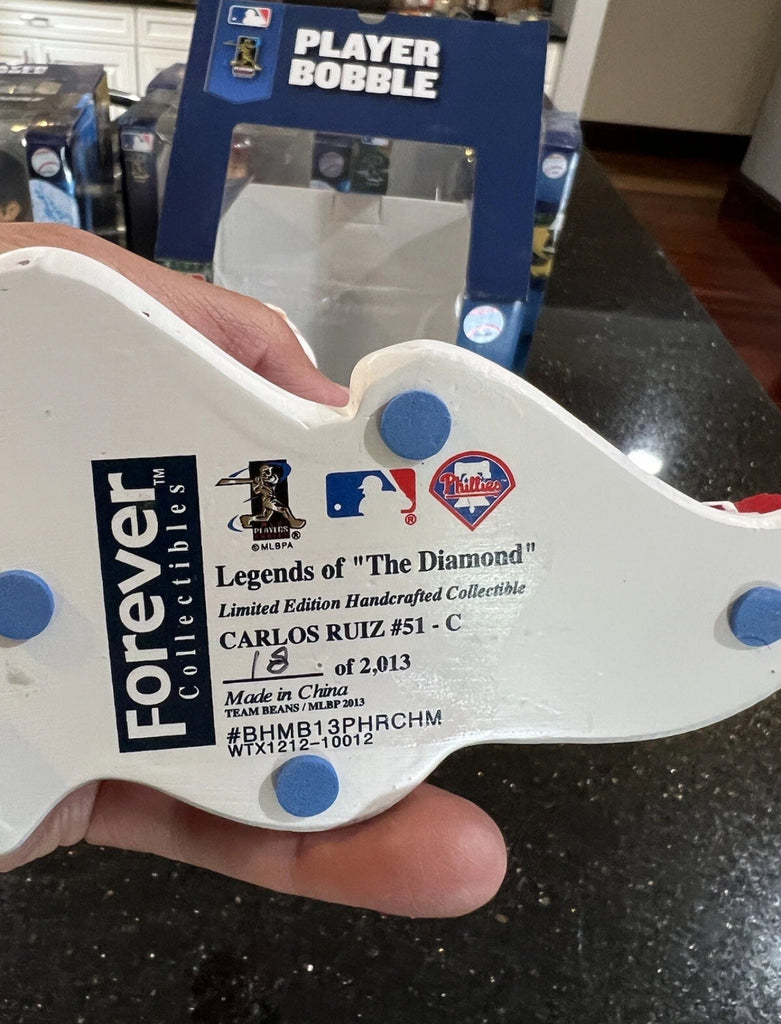 PLAYER
BOBBLE
Forever™
Collectibles
PLAYERS
®
©MLBPA
®
Phillies
Legends of "The Diamond"
Limited Edition Handcrafted Collectible
CARLOS RUIZ #51 - C
18 of 2,013
Made in China
TEAM BEANS / MLBP 2013
#BHMB13PHRCHM
WTX1212-10012